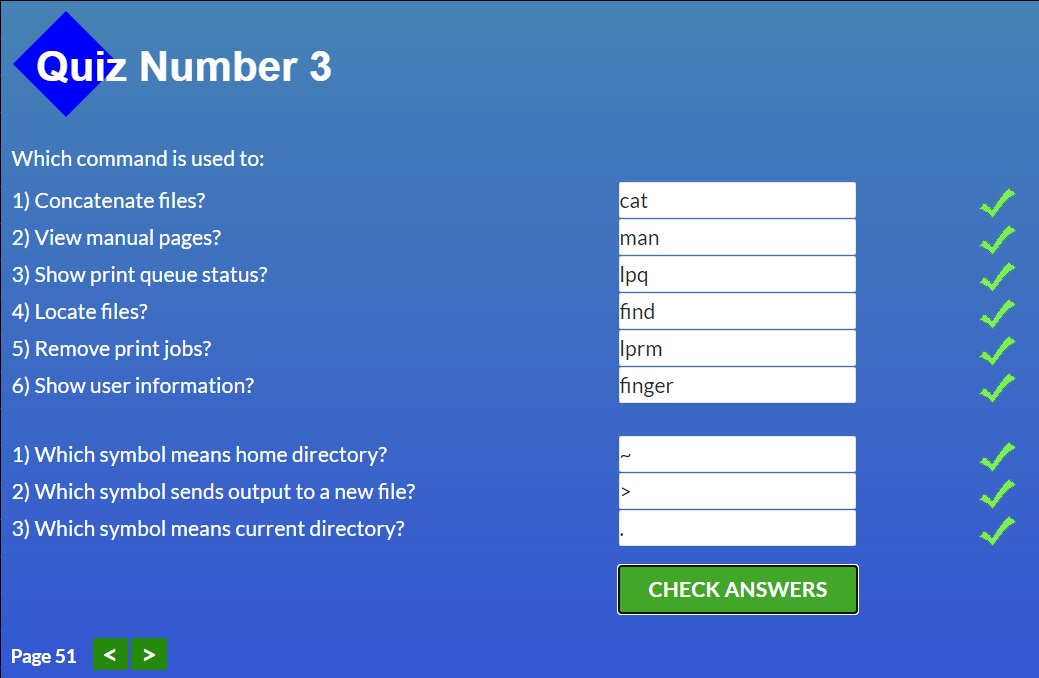 Quiz Number 3
Which command is used to:
1) Concatenate files? cat
2) View manual pages? man
3) Show print queue status? lpq
4) Locate files? find
5) Remove print jobs? lprm
6) Show user information? finger
1) Which symbol means home directory? ~
2) Which symbol sends output to a new file? >
3) Which symbol means current directory? .
CHECK ANSWERS
Page 51 < >